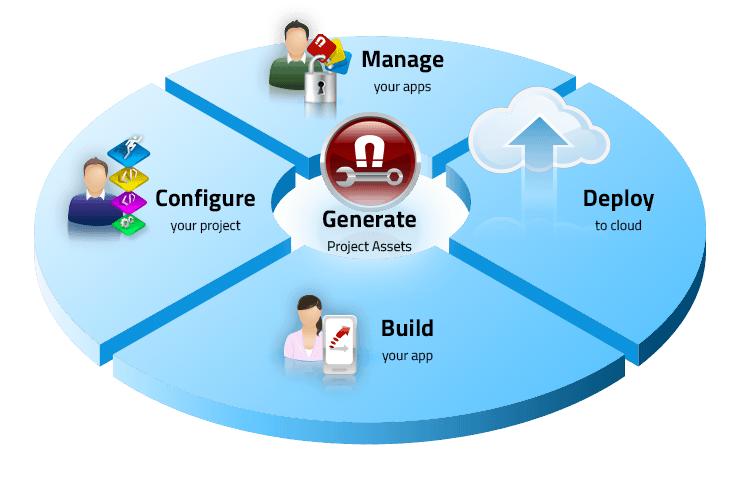 Manage
your apps
Configure
your project
Deploy
to cloud
Generate
Project Assets
Build
your app